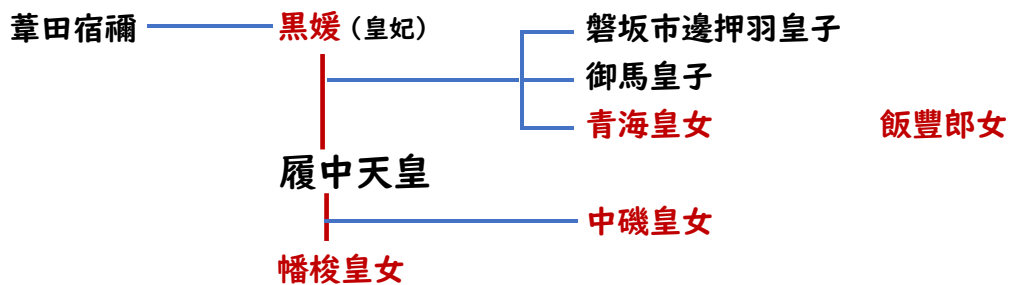 葦田宿禰 黒媛（皇妃） 磐坂市邊押羽皇子
御馬皇子
青海皇女 飯豐郎女
履中天皇
中磯皇女
幡梭皇女